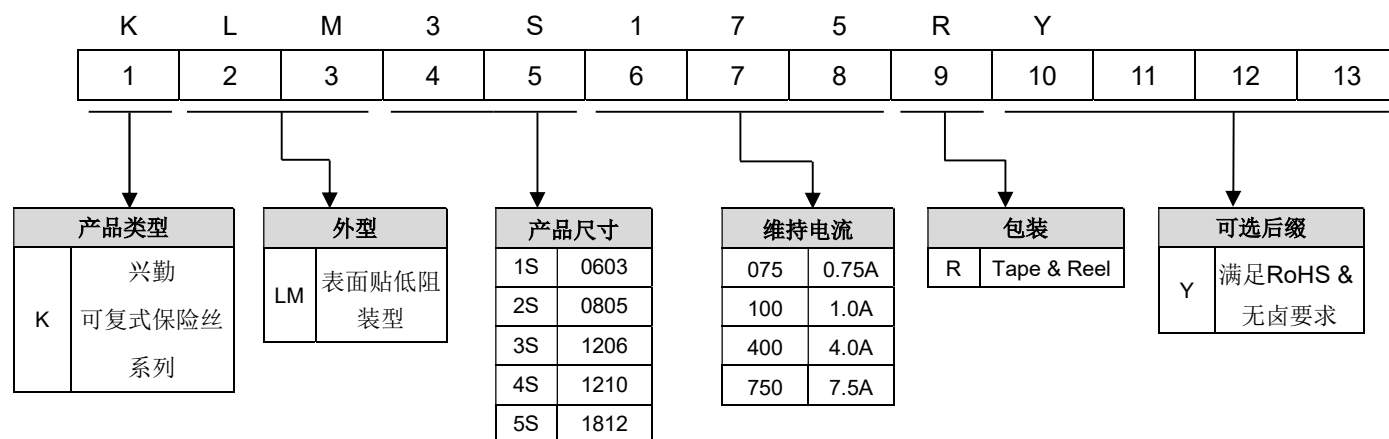 K L M 3 S 1 7 5 R Y
1 2 3 4 5 6 7 8 9 10 11 12 13
产品类型
K
兴勤
可复式保险丝
系列
外型
LM
表面贴低阻
装型
产品尺寸
1S 0603
2S 0805
3S 1206
4S 1210
5S 1812
维持电流
075 0.75A
100 1.0A
400 4.0A
750 7.5A
包装
R Tape & Reel
可选后缀
Y
满足RoHS &
无卤要求